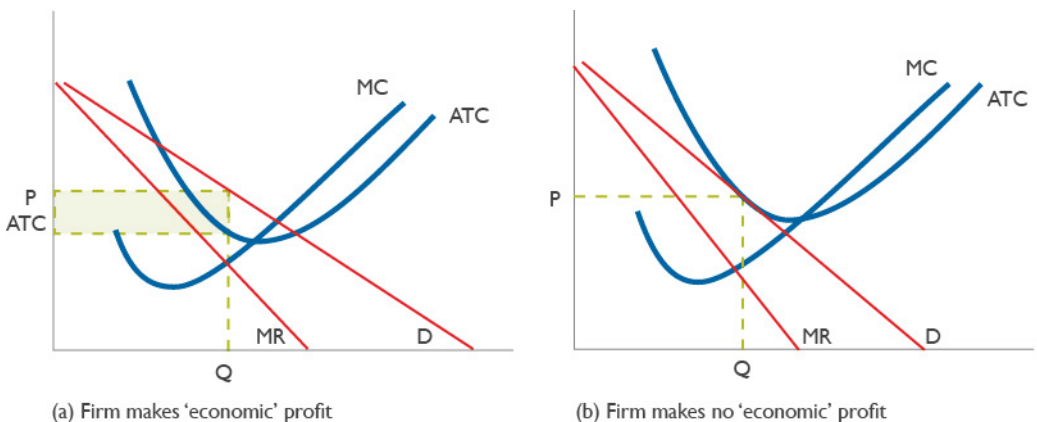 MC
ATC
P
ATC
MR
D
Q
(a) Firm makes ‘economic’ profit
MC
ATC
P
MR
D
Q
(b) Firm makes no ‘economic’ profit